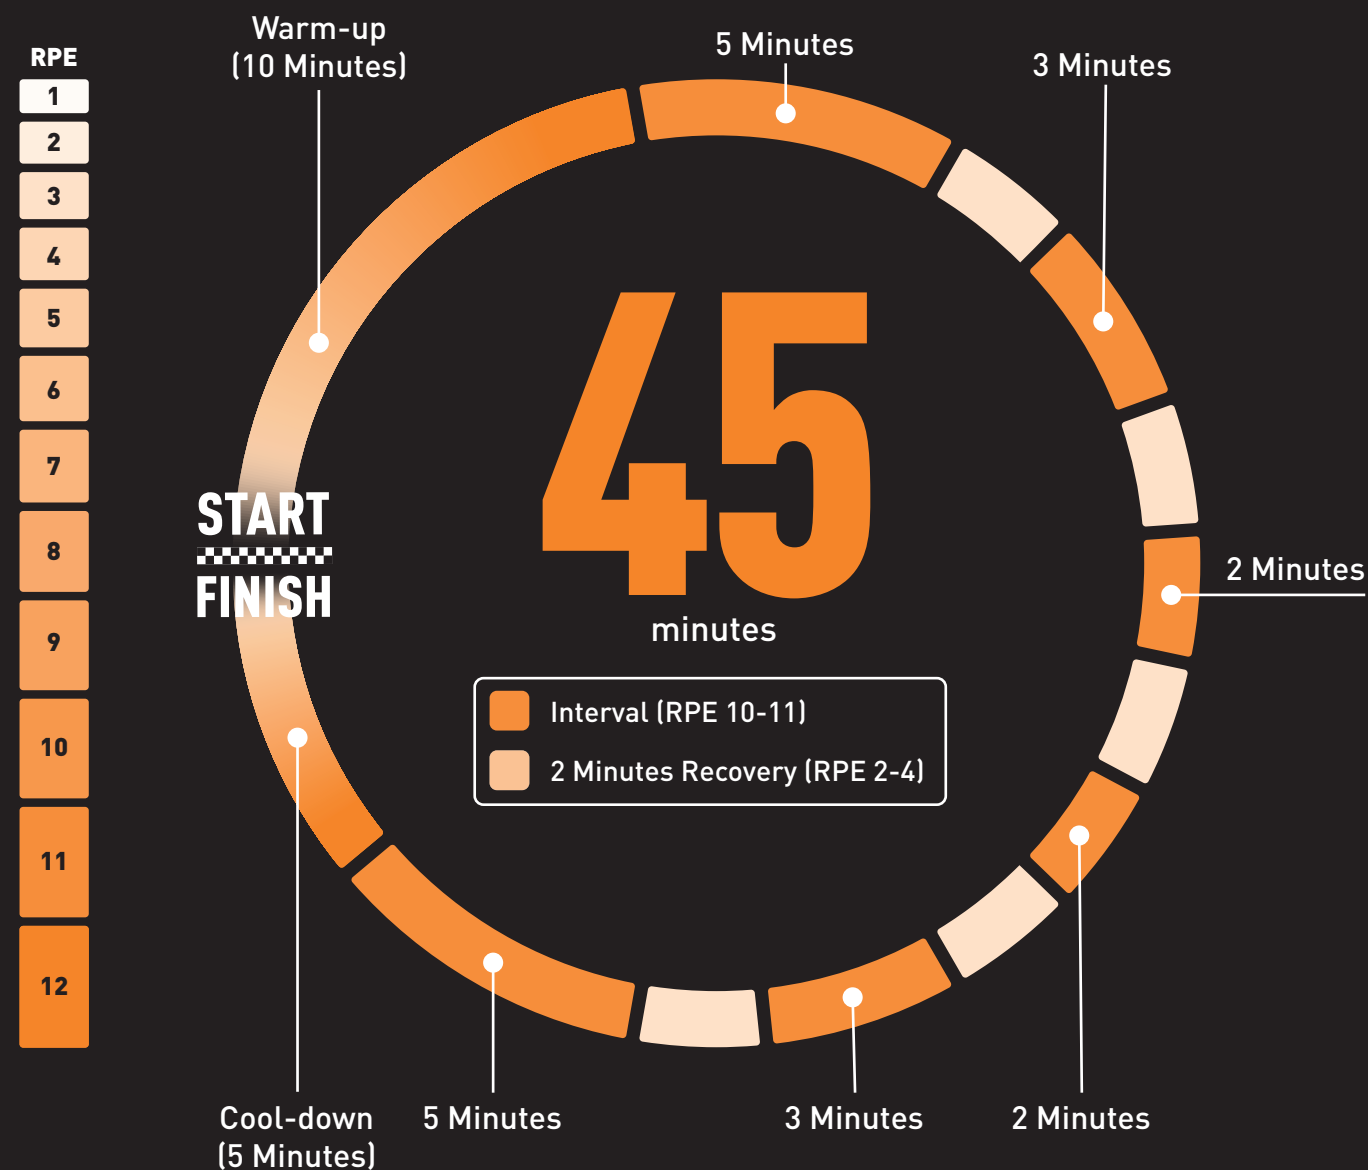 RPE
1
2
3
4
5
6
7
8
9
10
11
12
Warm-up
(10 Minutes)
5 Minutes
3 Minutes
START
FINISH
45
minutes
2 Minutes
Interval (RPE 10-11)
2 Minutes Recovery (RPE 2-4)
Cool-down
(5 Minutes)
5 Minutes
3 Minutes
2 Minutes